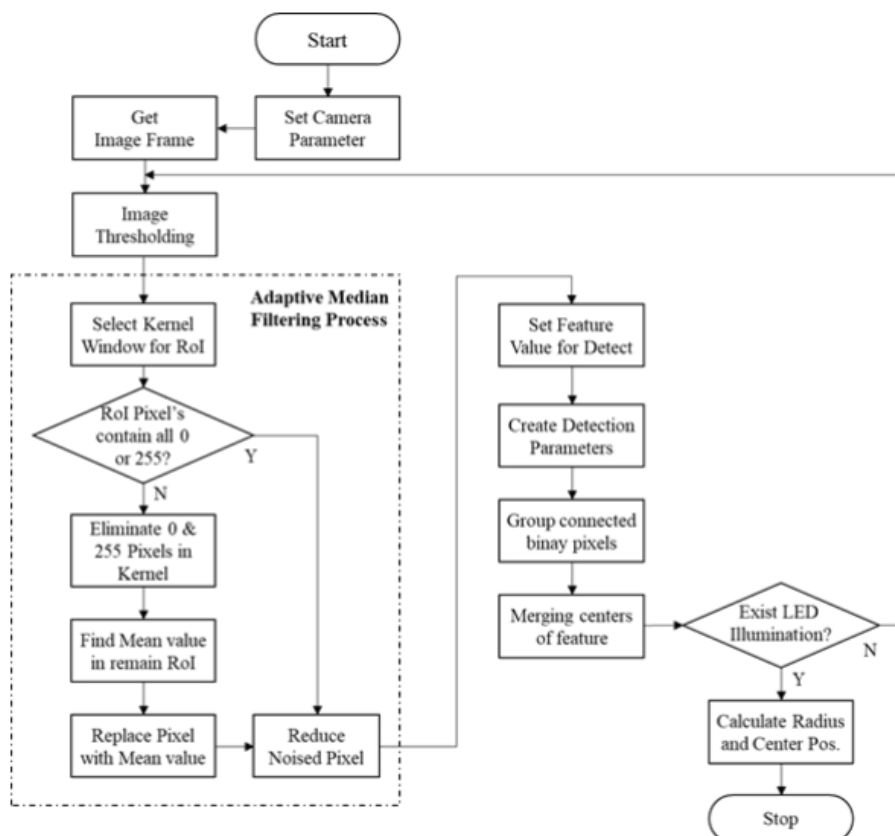 Start
Set Camera
Parameter
Get
Image Frame
Image
Thresholding
Adaptive Median
Filtering Process
Select Kernel
Window for RoI
RoI Pixel's
contain all 0
or 255?
Y
N
Eliminate 0 &
255 Pixels in
Kernel
Find Mean value
in remain RoI
Replace Pixel
with Mean value
Reduce
Noised Pixel
Set Feature
Value for Detect
Create Detection
Parameters
Group connected
binay pixels
Merging centers
of feature
Exist LED
Illumination?
N
Y
Calculate Radius
and Center Pos.
Stop